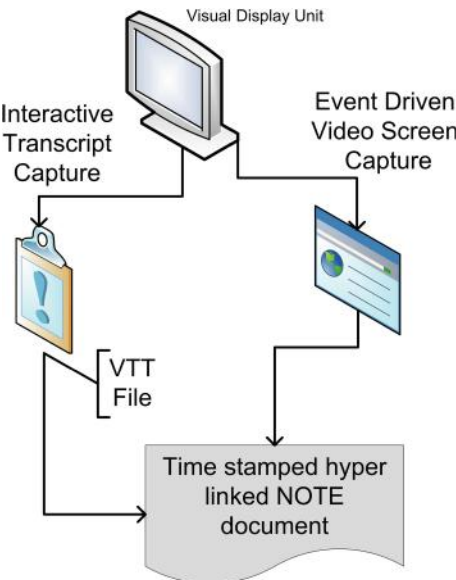 Visual Display Unit
Interactive
Transcript
Capture
Event Driven
Video Screen
Capture
VTT
File
Time stamped hyper
linked NOTE
document